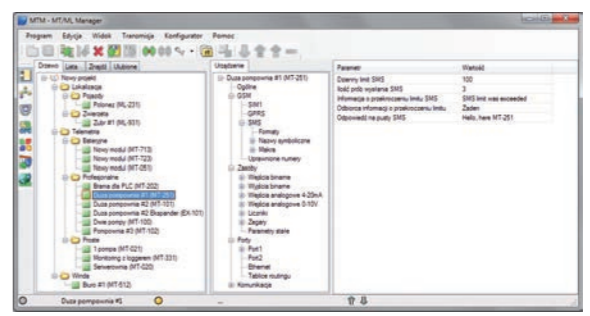 MTM - MT/ML Manager
Program Edycja Widok Transmisja Konfigurator Pomoc
Drzewo Lista Znajdź Ulubione
Nowy projekt
Lokalizacja
Pojazdy
Polonez (ML-231)
Zwierzęta
Żubr #1 (ML-931)
Telemetria
Bateryjne
Nowy moduł (MT-713)
Nowy moduł (MT-723)
Nowy moduł (MT-051)
Profesjonalne
Brama dla PLC (MT-202)
Duża pompownia #1 (MT-251)
Duża pompownia #2 (MT-101)
Duża pompownia #2 Ekspander (EX-101)
Dwie pompy (MT-100)
Pompownia #3 (MT-102)
Proste
1 pompa (MT-021)
Monitoring z loggerem (MT-331)
Serwerownia (MT-020)
Winda
Biuro #1 (MT-512)
Urządzenie
Duża pompownia #1 (MT-251)
Ogólne
GSM
SIM1
GPRS
SMS
Formaty
Nazwy symboliczne
Makra
Uprawnione numery
Zasoby
Wejścia binarne
Wyjścia binarne
Wejścia analogowe 4-20mA
Wejścia analogowe 0-10V
Liczniki
Zegary
Parametry stałe
Porty
Port1
Port2
Ethernet
Tablice routingu
Komunikacja
Parametr Wartość
Dzienny limit SMS 100
Ilość prób wysłania SMS 3
Informacja o przekroczeniu limitu SMS SMS limit was exceeded
Odbiorca informacji o przekroczeniu limitu Żaden
Odpowiedź na pusty SMS Hello, here MT-251
Duża pompownia #1 --